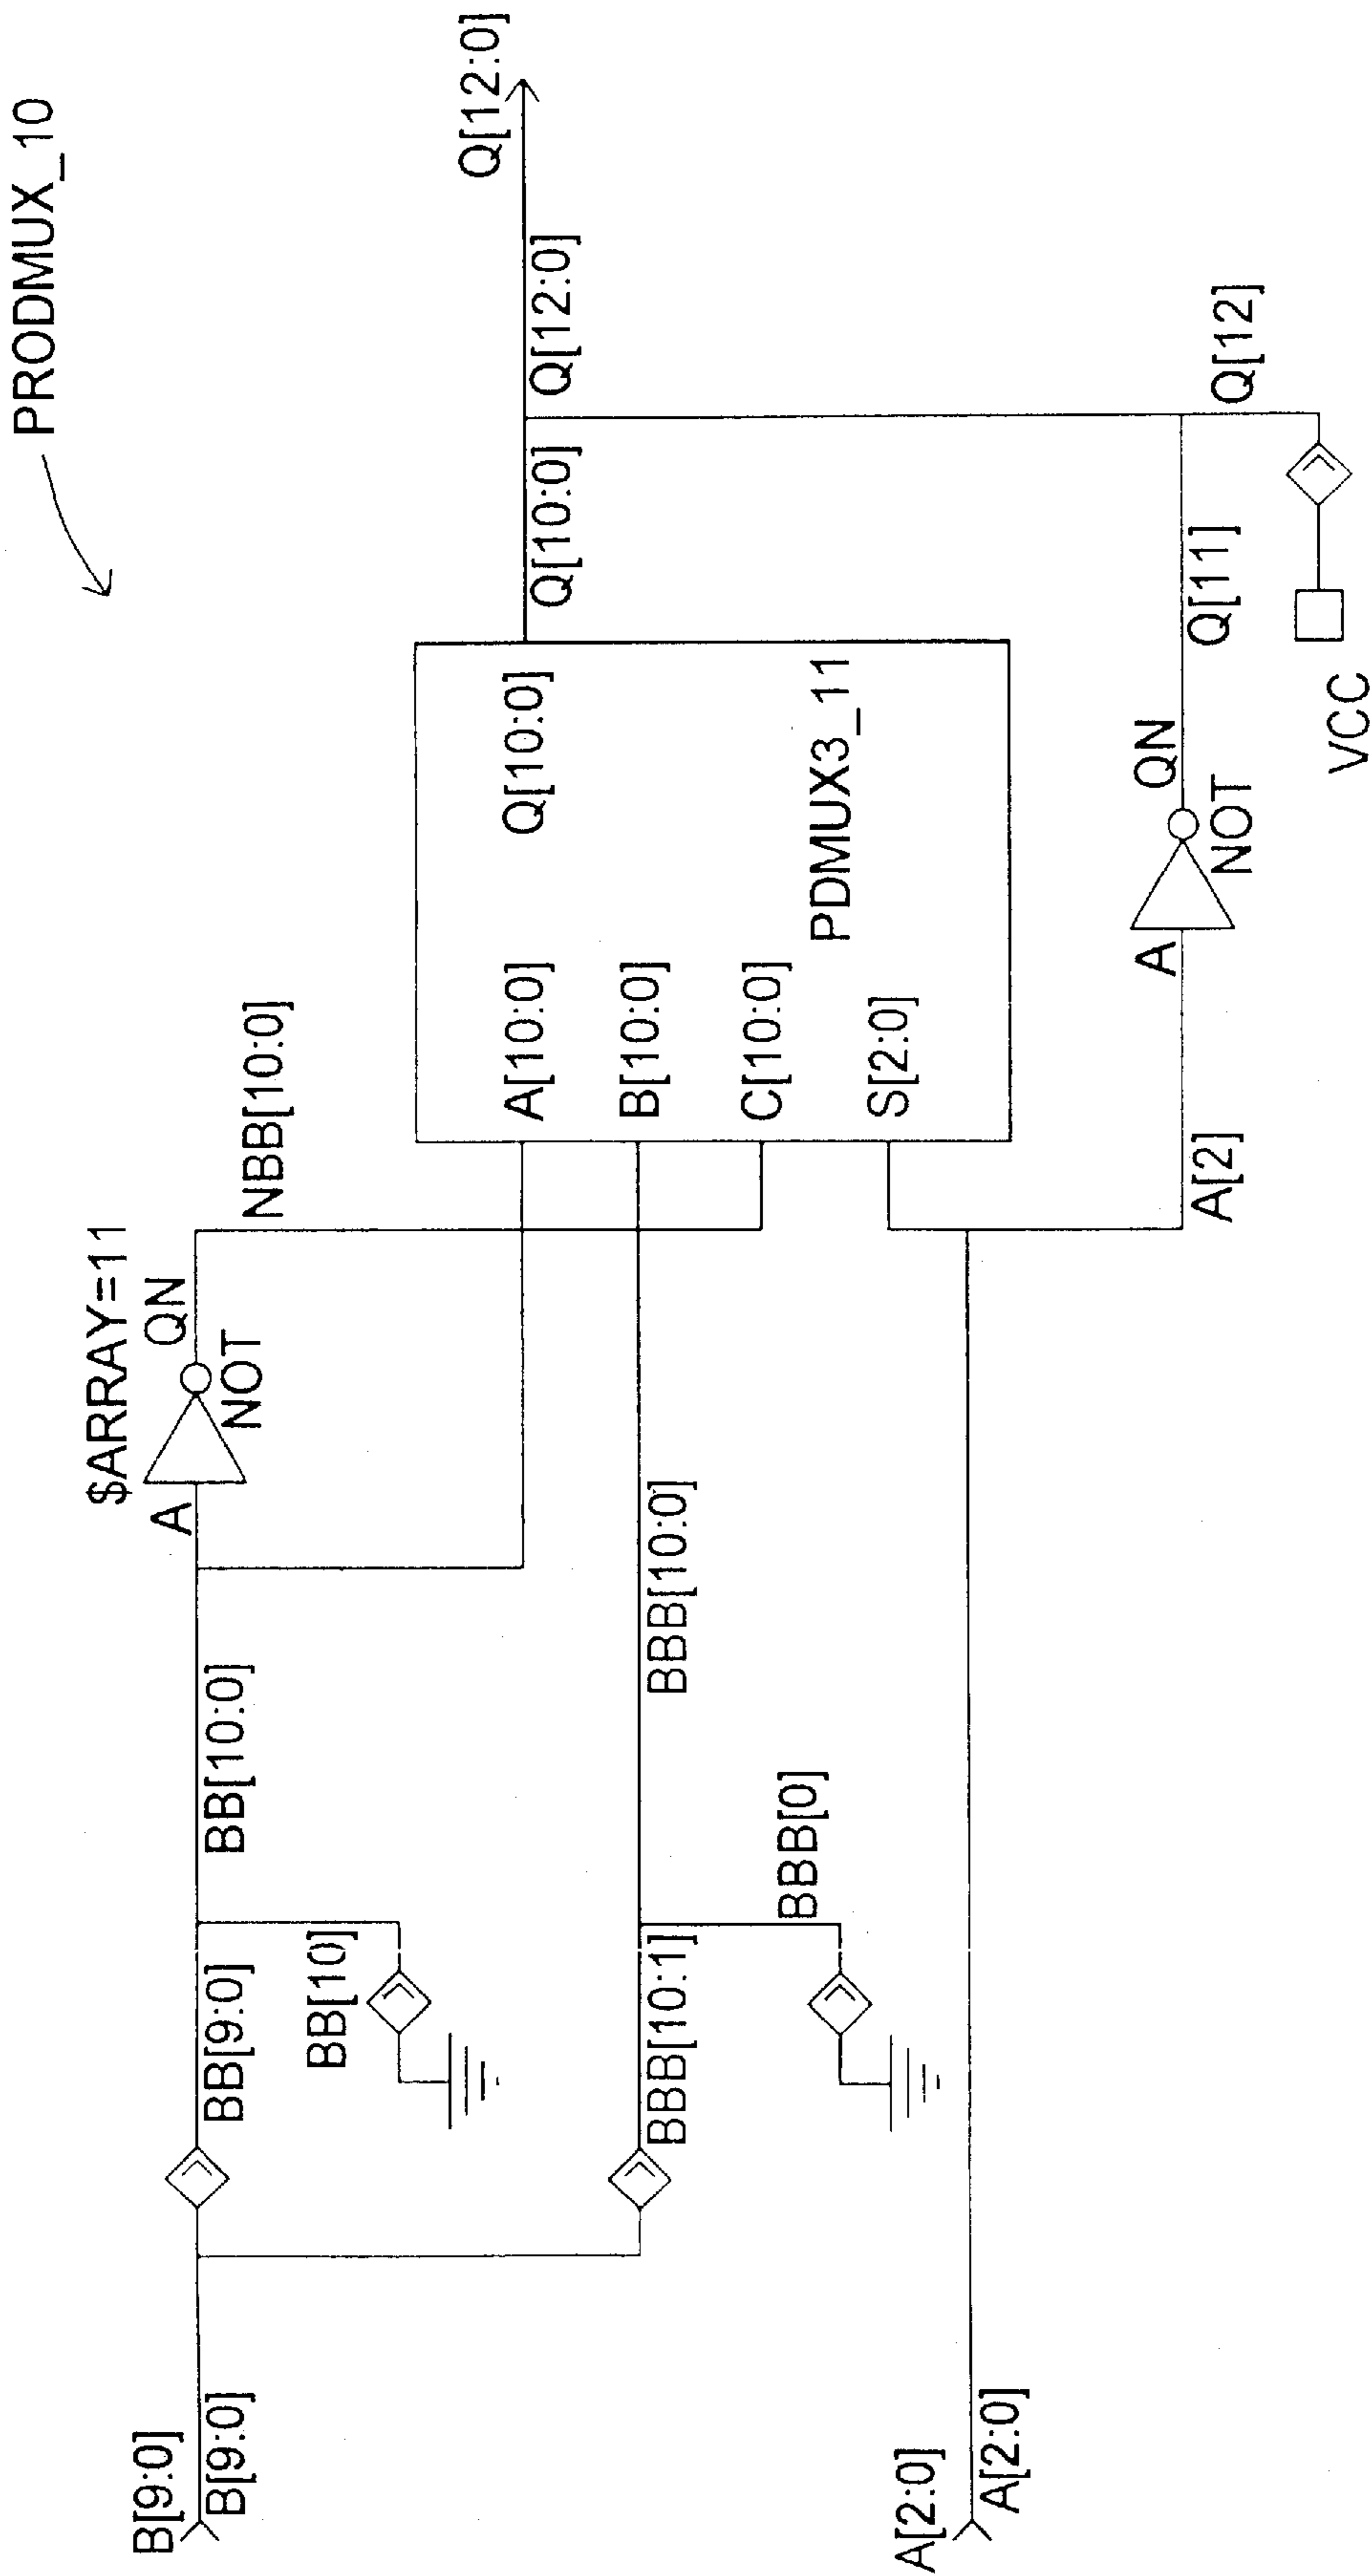 PRODMUX_10
B[9:0]
B[9:0]
BB[9:0]
BB[10]
BB[10:0]
$ARRAY=11
A
QN
NOT
NBB[10:0]
BBB[10:1]
BBB[0]
BBB[10:0]
A[10:0]
B[10:0]
C[10:0]
S[2:0]
Q[10:0]
PDMUX3_11
Q[10:0]
Q[12:0]
Q[12:0]
A[2:0]
A[2:0]
A[2]
A
QN
NOT
Q[11]
Q[12]
VCC